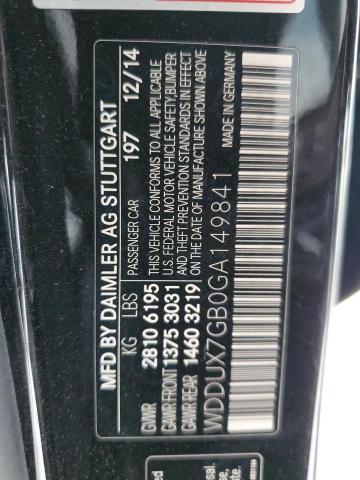 MFD BY DAIMLER AG STUTTGART
KG LBS PASSENGER CAR 197 12/14
GVWR 2810 6195 THIS VEHICLE CONFORMS TO ALL APPLICABLE
GAWR FRONT 1375 3031 U.S. FEDERAL MOTOR VEHICLE SAFETY, BUMPER
GAWR REAR 1460 3219 AND THEFT PREVENTION STANDARDS IN EFFECT
ON THE DATE OF MANUFACTURE SHOWN ABOVE
WDDUX7GB0GA149841
MADE IN GERMANY